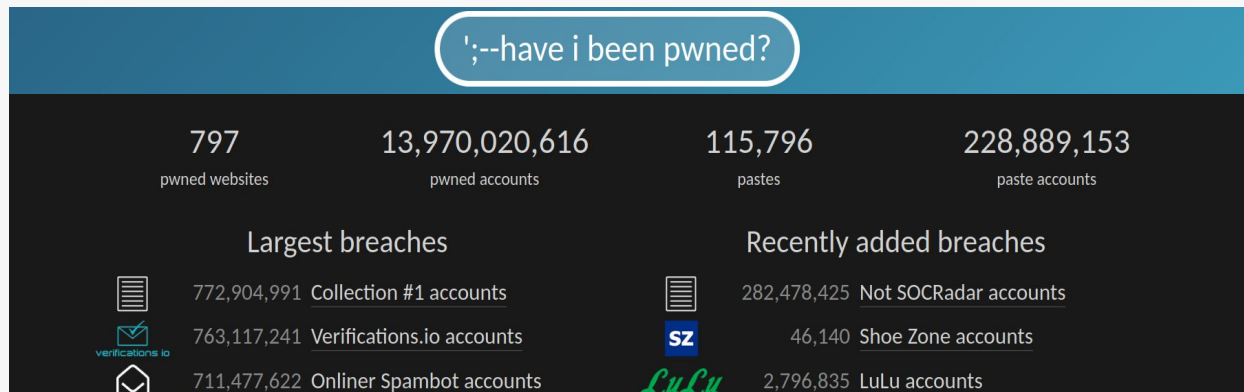 ';--have i been pwned?
797 13,970,020,616 115,796 228,889,153
pwned websites pwned accounts pastes paste accounts
Largest breaches
772,904,991 Collection #1 accounts
verifications io 763,117,241 Verifications.io accounts
711,477,622 Onliner Spambot accounts
Recently added breaches
282,478,425 Not SOCRadar accounts
SZ 46,140 Shoe Zone accounts
LuLu 2,796,835 LuLu accounts